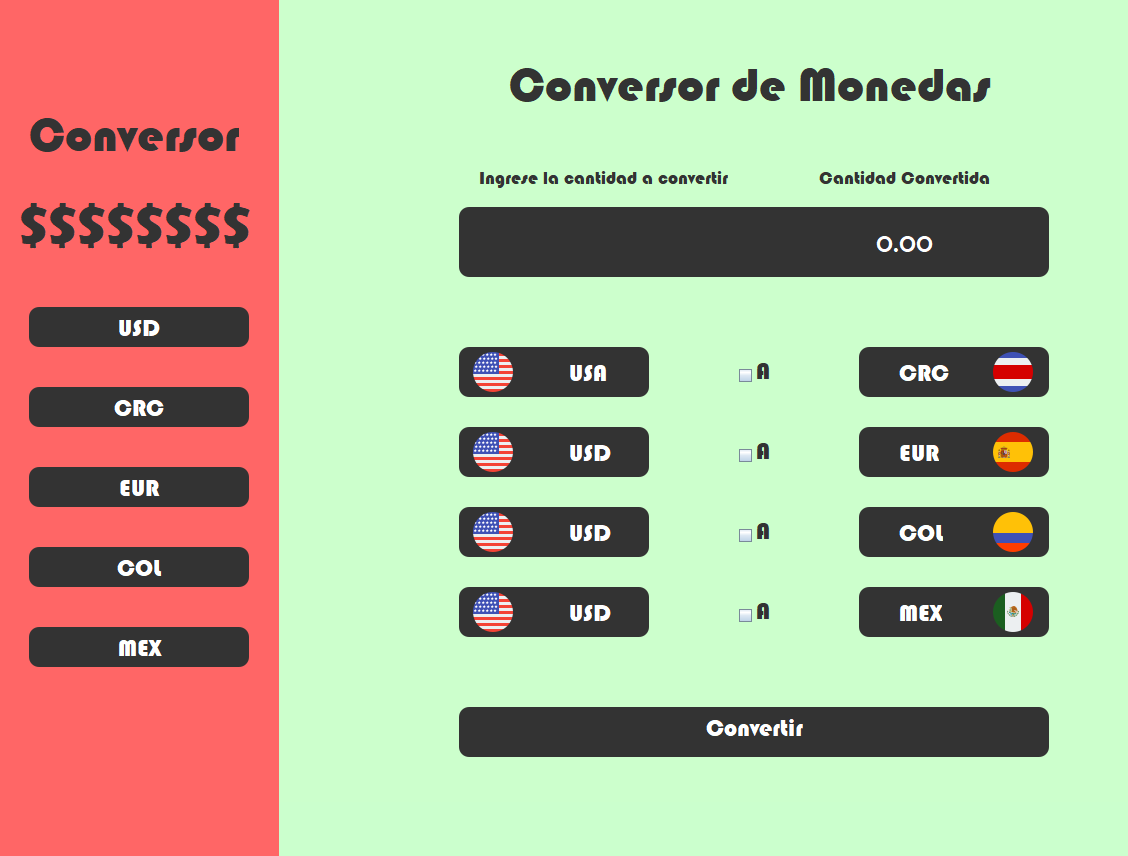 Conversor
$$$$$$$$
USD
CRC
EUR
COL
MEX
Conversor de Monedas
Ingrese la cantidad a convertir Cantidad Convertida
0.00
USA A CRC
USD A EUR
USD A COL
USD A MEX
Convertir